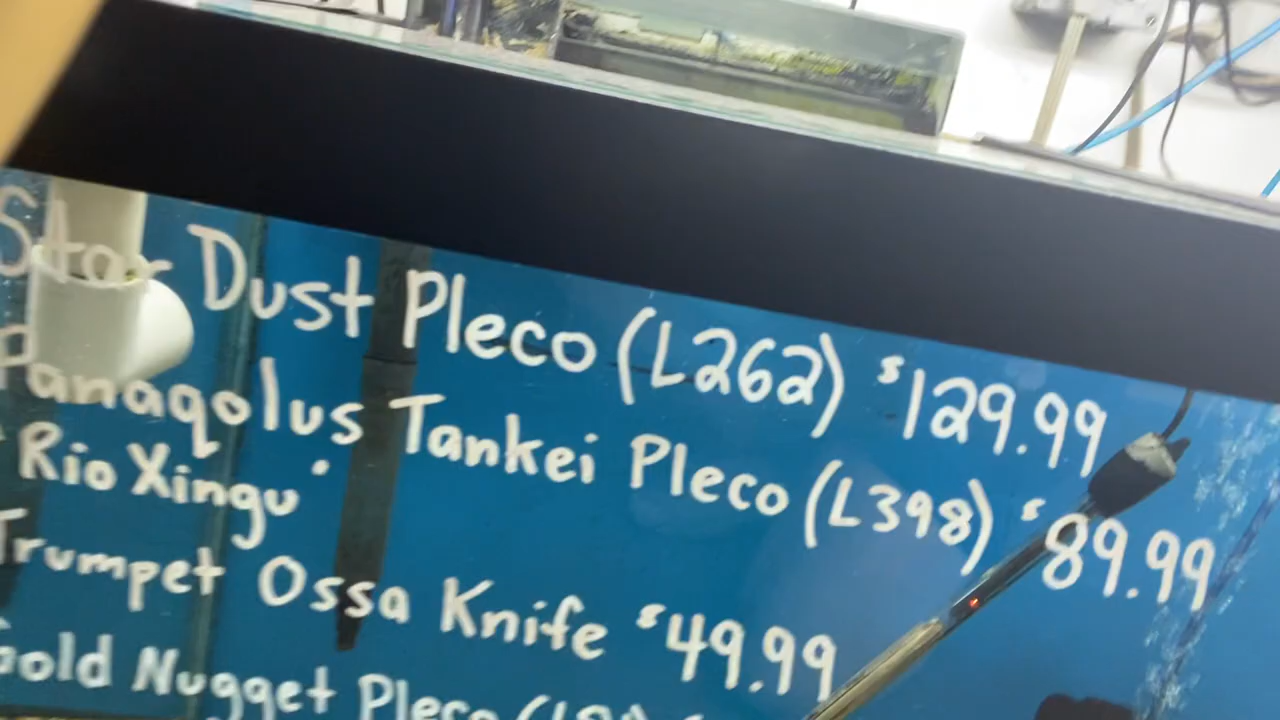 Star Dust Pleco (L262) $129.99
Panaqolus Tankei Pleco (L398) $89.99
"Rio Xingu"
Trumpet Ossa Knife $49.99
Gold Nugget Pleco